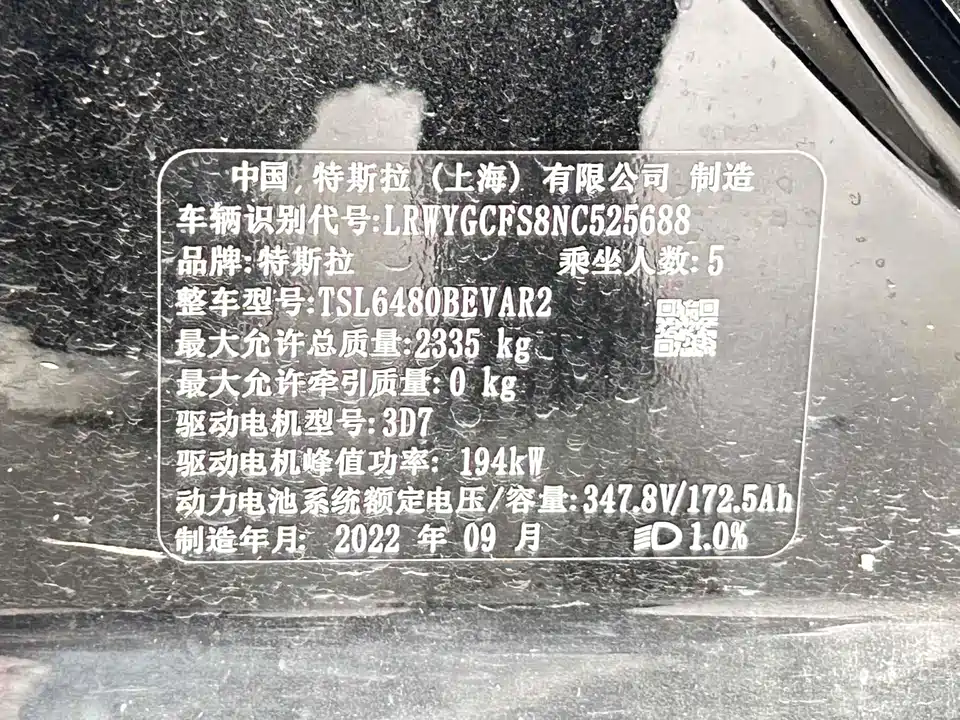 中国, 特斯拉 (上海) 有限公司 制造
车辆识别代号:LRWYGCFS8NC525688
品牌:特斯拉 乘坐人数:5
整车型号:TSL6480BEVAR2
最大允许总质量:2335 kg
最大允许牵引质量:0 kg
驱动电机型号:3D7
驱动电机峰值功率: 194kW
动力电池系统额定电压/容量:347.8V/172.5Ah
制造年月: 2022 年 09 月 1.0%